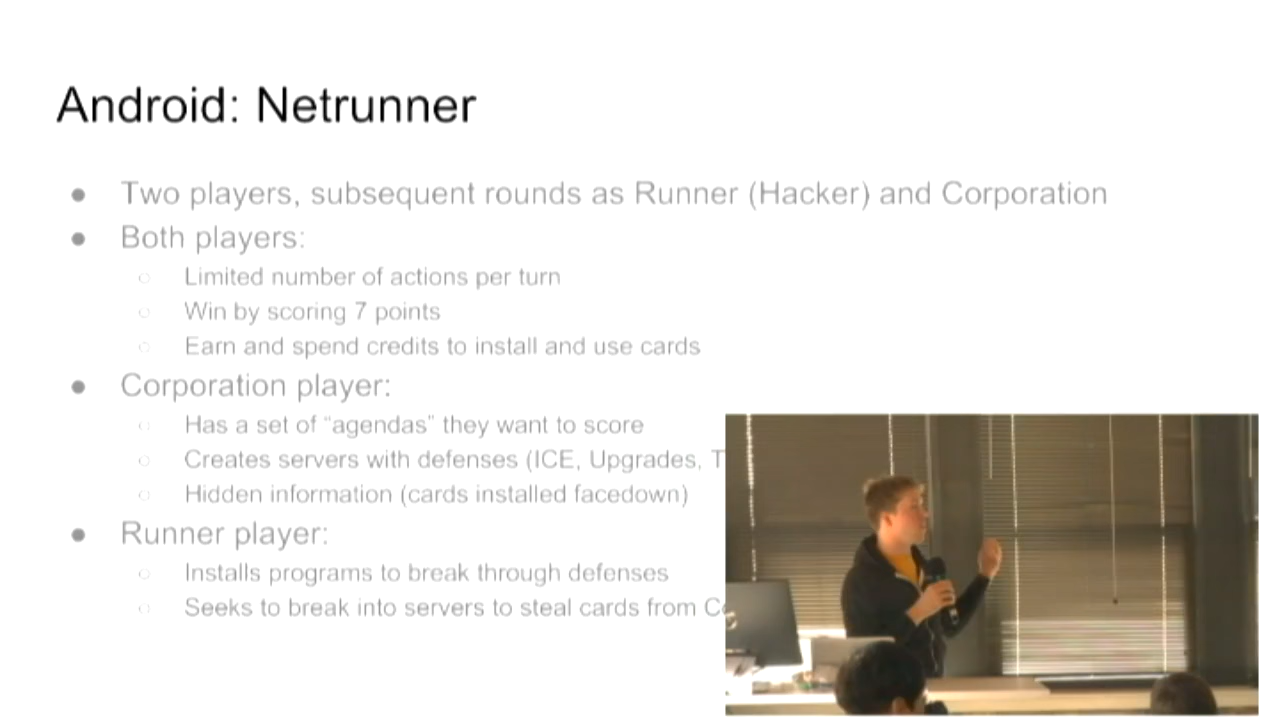 Android: Netrunner
● Two players, subsequent rounds as Runner (Hacker) and Corporation
● Both players:
○ Limited number of actions per turn
○ Win by scoring 7 points
○ Earn and spend credits to install and use cards
● Corporation player:
○ Has a set of “agendas” they want to score
○ Creates servers with defenses (ICE, Upgrades,
○ Hidden information (cards installed facedown)
● Runner player:
○ Installs programs to break through defenses
○ Seeks to break into servers to steal cards from